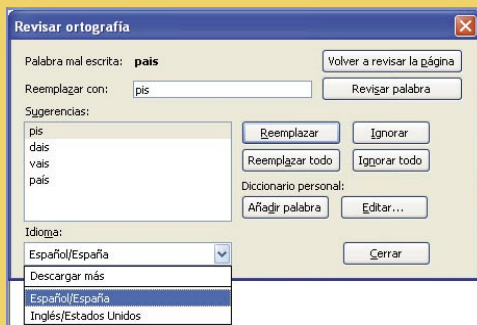 Revisar ortografía
Palabra mal escrita: pais
Volver a revisar la página
Reemplazar con: pis
Revisar palabra
Sugerencias:
pis
dais
vais
país
Reemplazar Ignorar
Reemplazar todo Ignorar todo
Diccionario personal:
Añadir palabra Editar...
Idioma:
Español/España
Cerrar
Descargar más
Español/España
Inglés/Estados Unidos